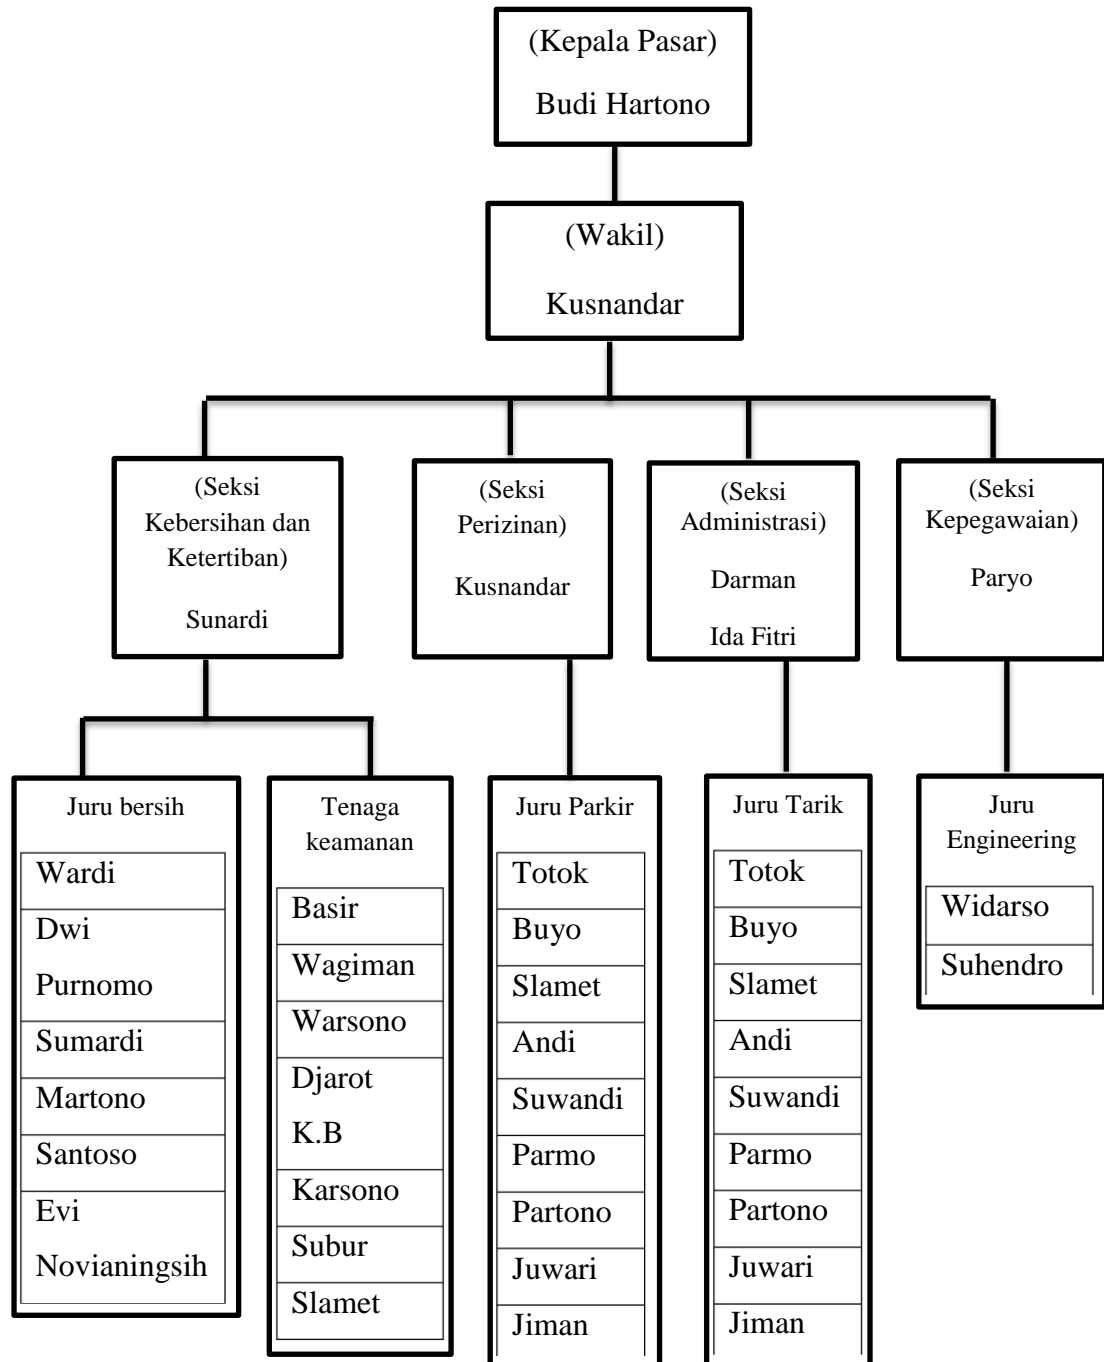 (Kepala Pasar)
Budi Hartono
(Wakil)
Kusnandar
(Seksi
Kebersihan dan
Ketertiban)
Sunardi
(Seksi
Perizinan)
Kusnandar
(Seksi
Administrasi)
Darman
Ida Fitri
(Seksi
Kepegawaian)
Paryo
Juru bersih
Wardi
Dwi
Purnomo
Sumardi
Martono
Santoso
Evi
Novianingsih
Tenaga
keamanan
Basir
Wagiman
Warsono
Djarot
K.B
Karsono
Subur
Slamet
Juru Parkir
Totok
Buyo
Slamet
Andi
Suwandi
Parmo
Partono
Juwari
Jiman
Juru Tarik
Totok
Buyo
Slamet
Andi
Suwandi
Parmo
Partono
Juwari
Jiman
Juru
Engineering
Widarso
Suhendro